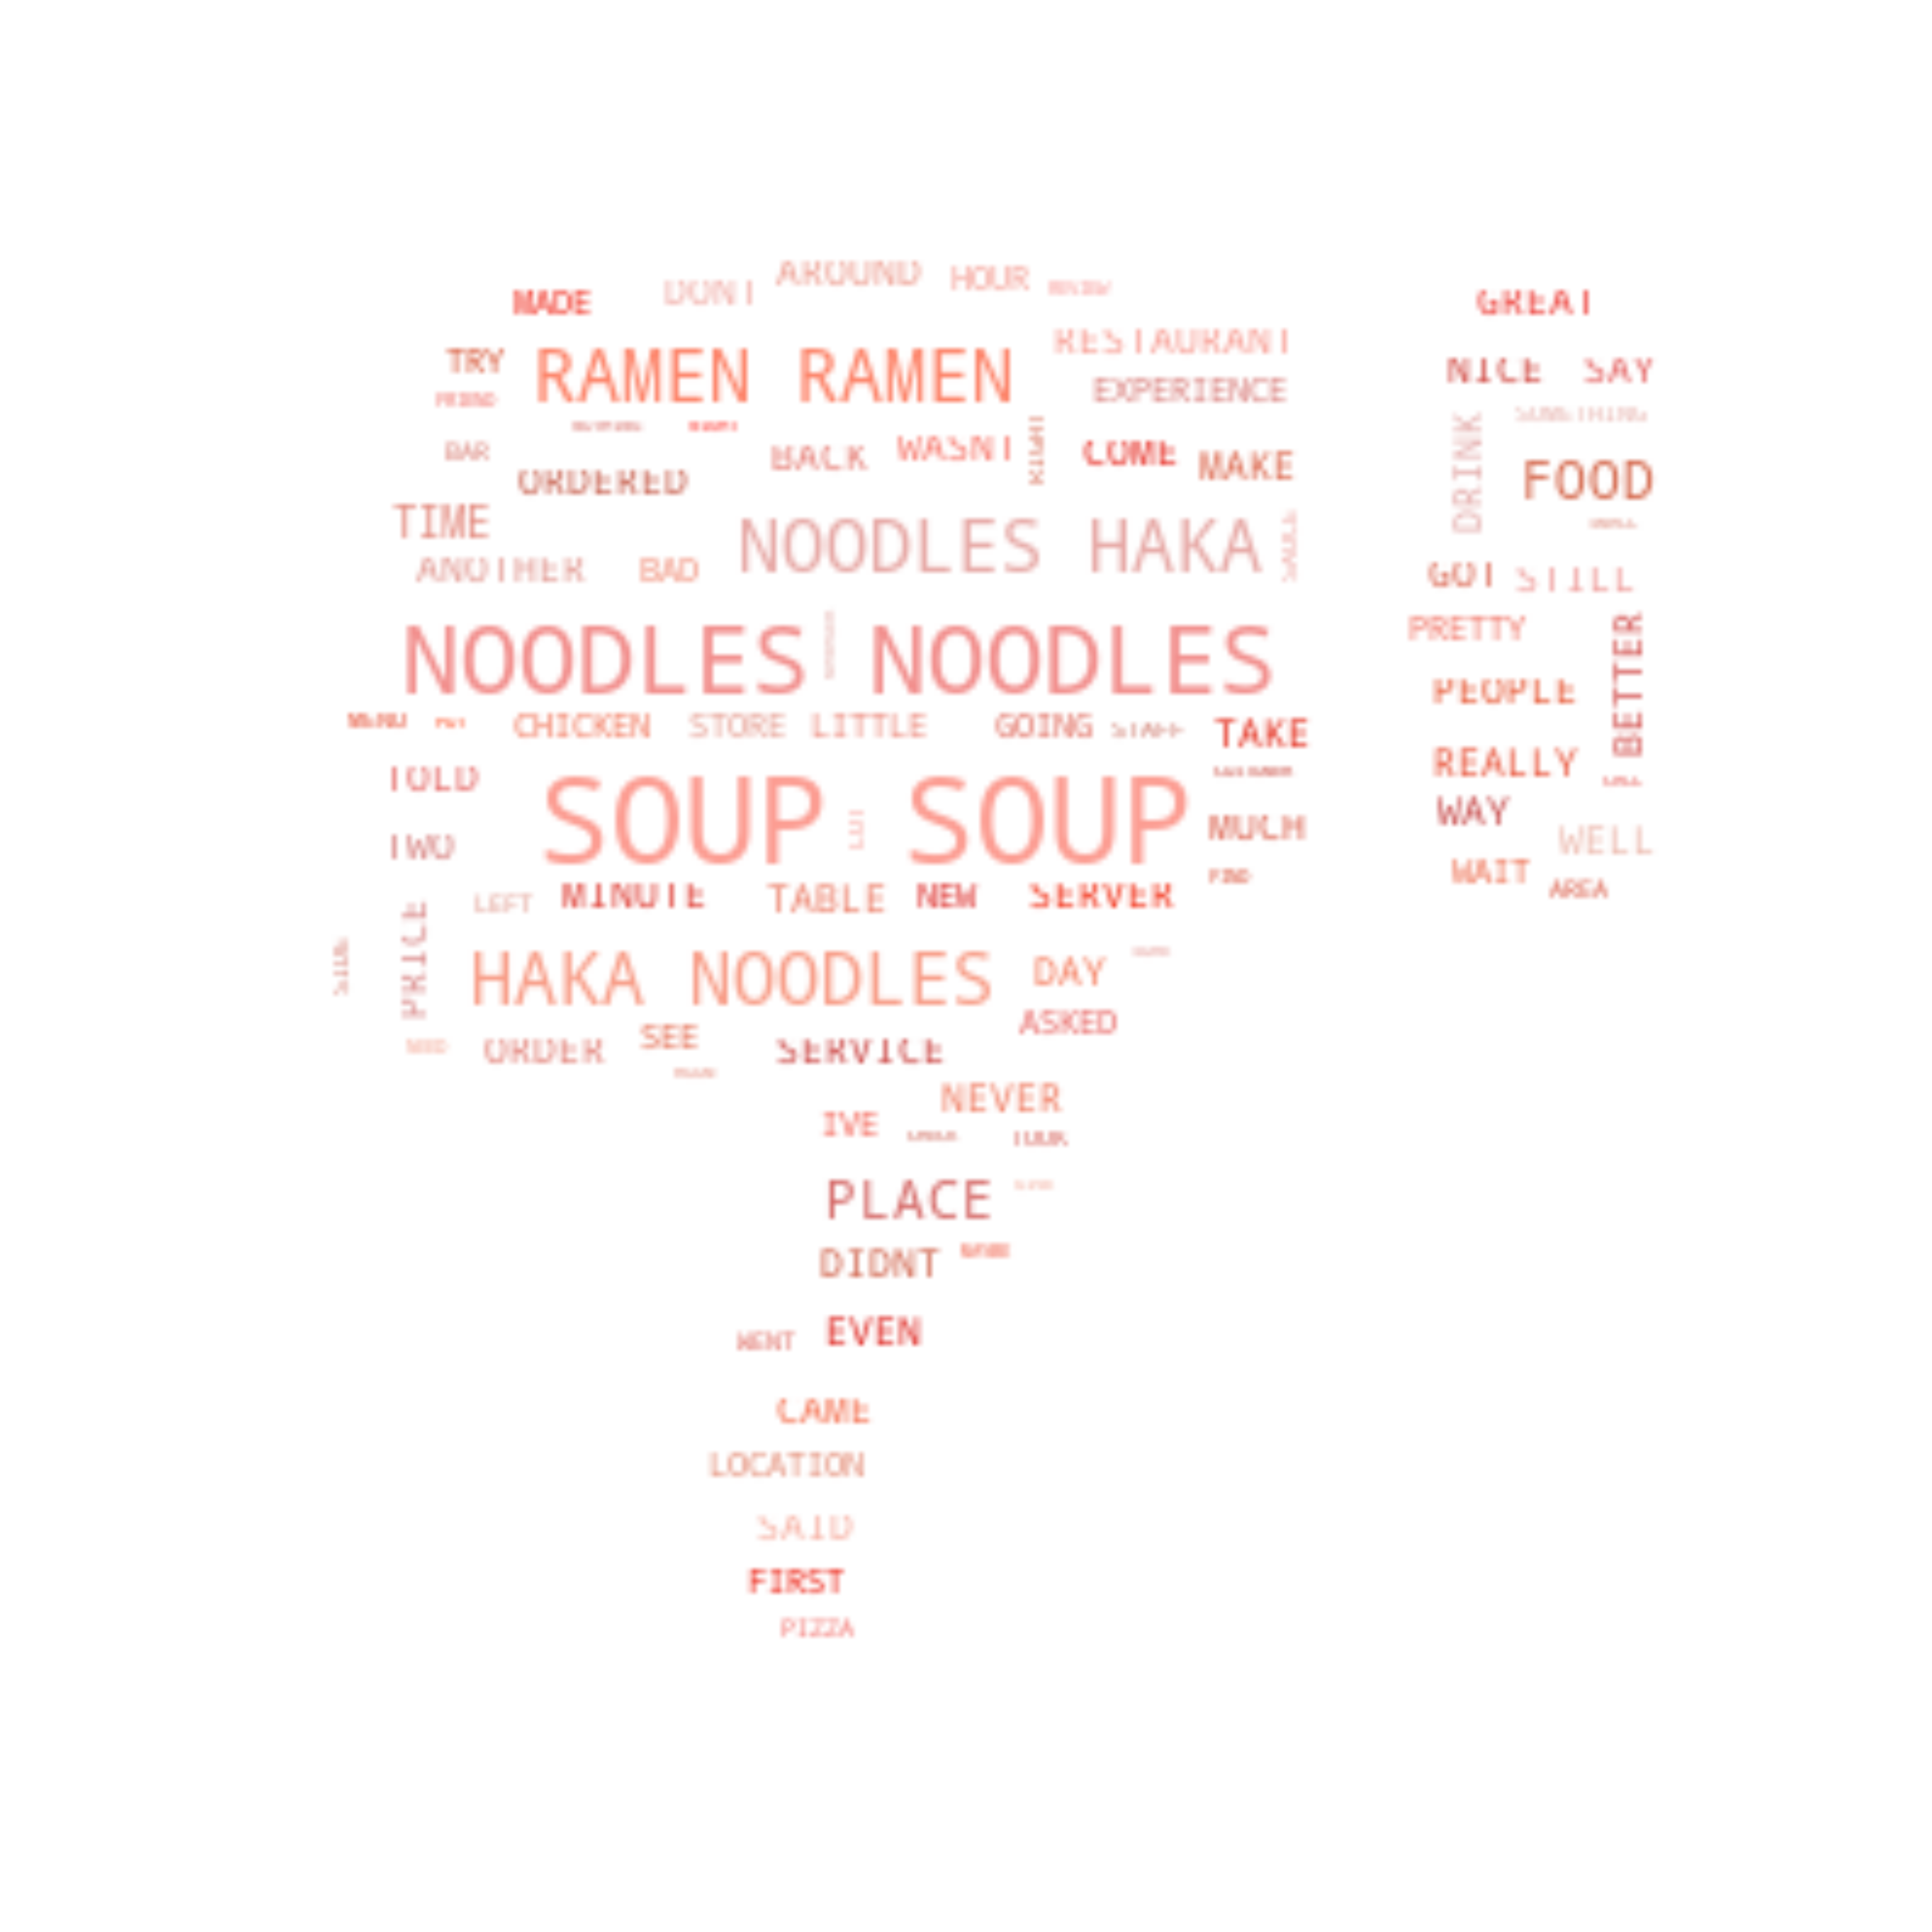 AROUND
HOUR
MADE
DONT
GREAT
RESTAURANT
TRY
RAMEN RAMEN
NICE SAY
EXPERIENCE
FRIEND
SOMETHING
BAR
BACK
WASNT
RIGHT
COME
MAKE
DRINK
ORDERED
FOOD
TIME
NOODLES HAKA
SAUCE
ANOTHER
BAD
GOT
STILL
PRETTY
NOODLES
NOODLES
BETTER
PEOPLE
MENU
CHICKEN
STORE
LITTLE
GOING
STAFF
TAKE
TOLD
REALLY
SOUP
SOUP
WAY
MUCH
TWO
WELL
WAIT
FIND
AREA
LEFT
MINUTE
TABLE
NEW
SERVER
PRICE
HAKA NOODLES
DAY
ASKED
ORDER
SEE
SERVICE
NEVER
IVE
TOOK
PLACE
DIDNT
EVEN
WENT
CAME
LOCATION
SAID
FIRST
PIZZA